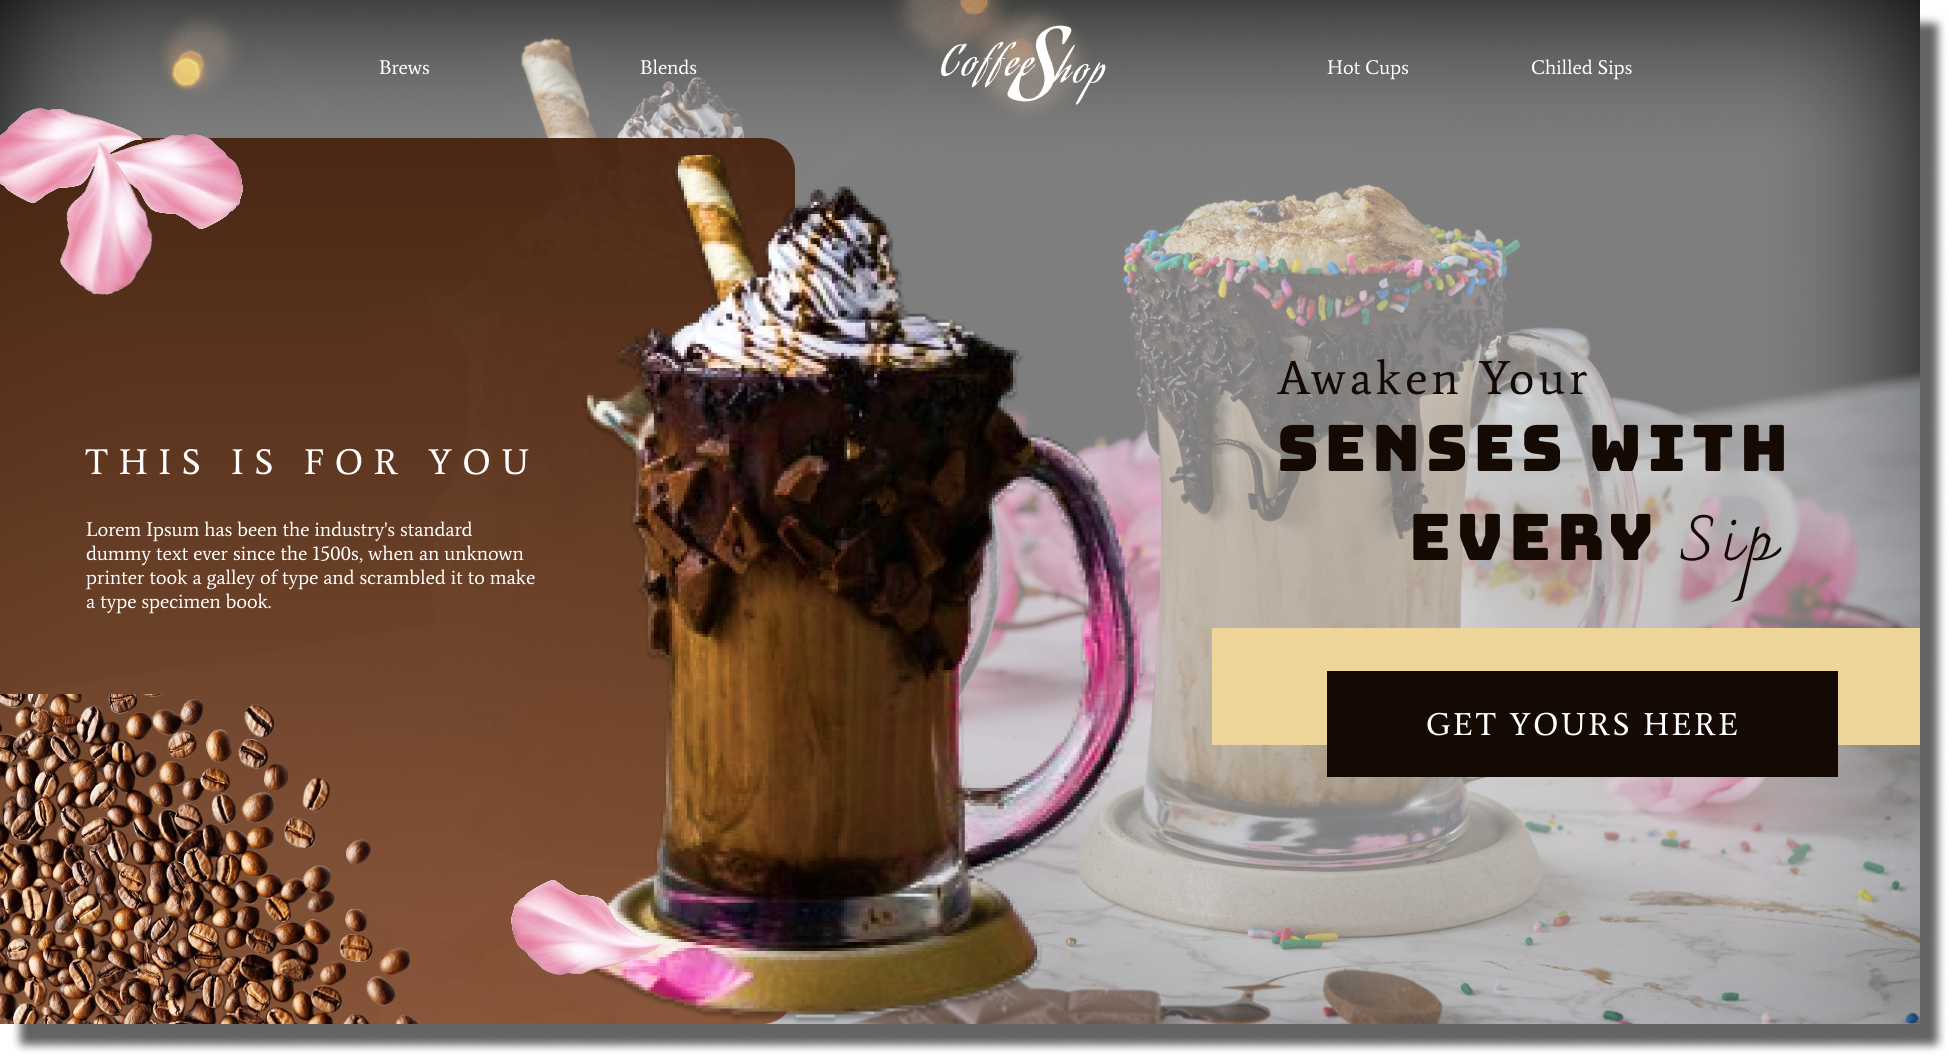 Brews
Blends
CoffeeShop
Hot Cups
Chilled Sips
THIS IS FOR YOU
Lorem Ipsum has been the industry's standard
dummy text ever since the 1500s, when an unknown
printer took a galley of type and scrambled it to make
a type specimen book.
Awaken Your
SENSES WITH
EVERY Sip
GET YOURS HERE